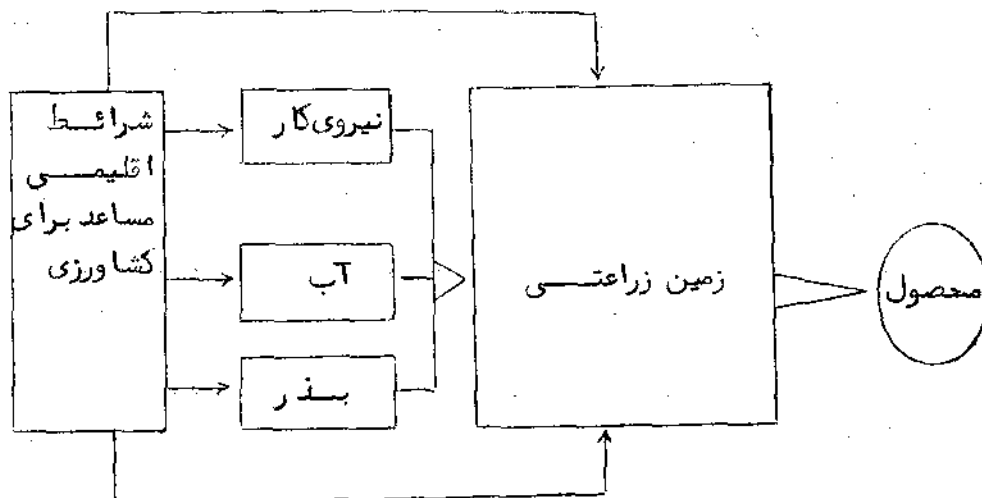 شرائط
اقلیمی
مساعد برای
کشاورزی
نیروی کار
آب
بذر
زمین زراعتی
محصول